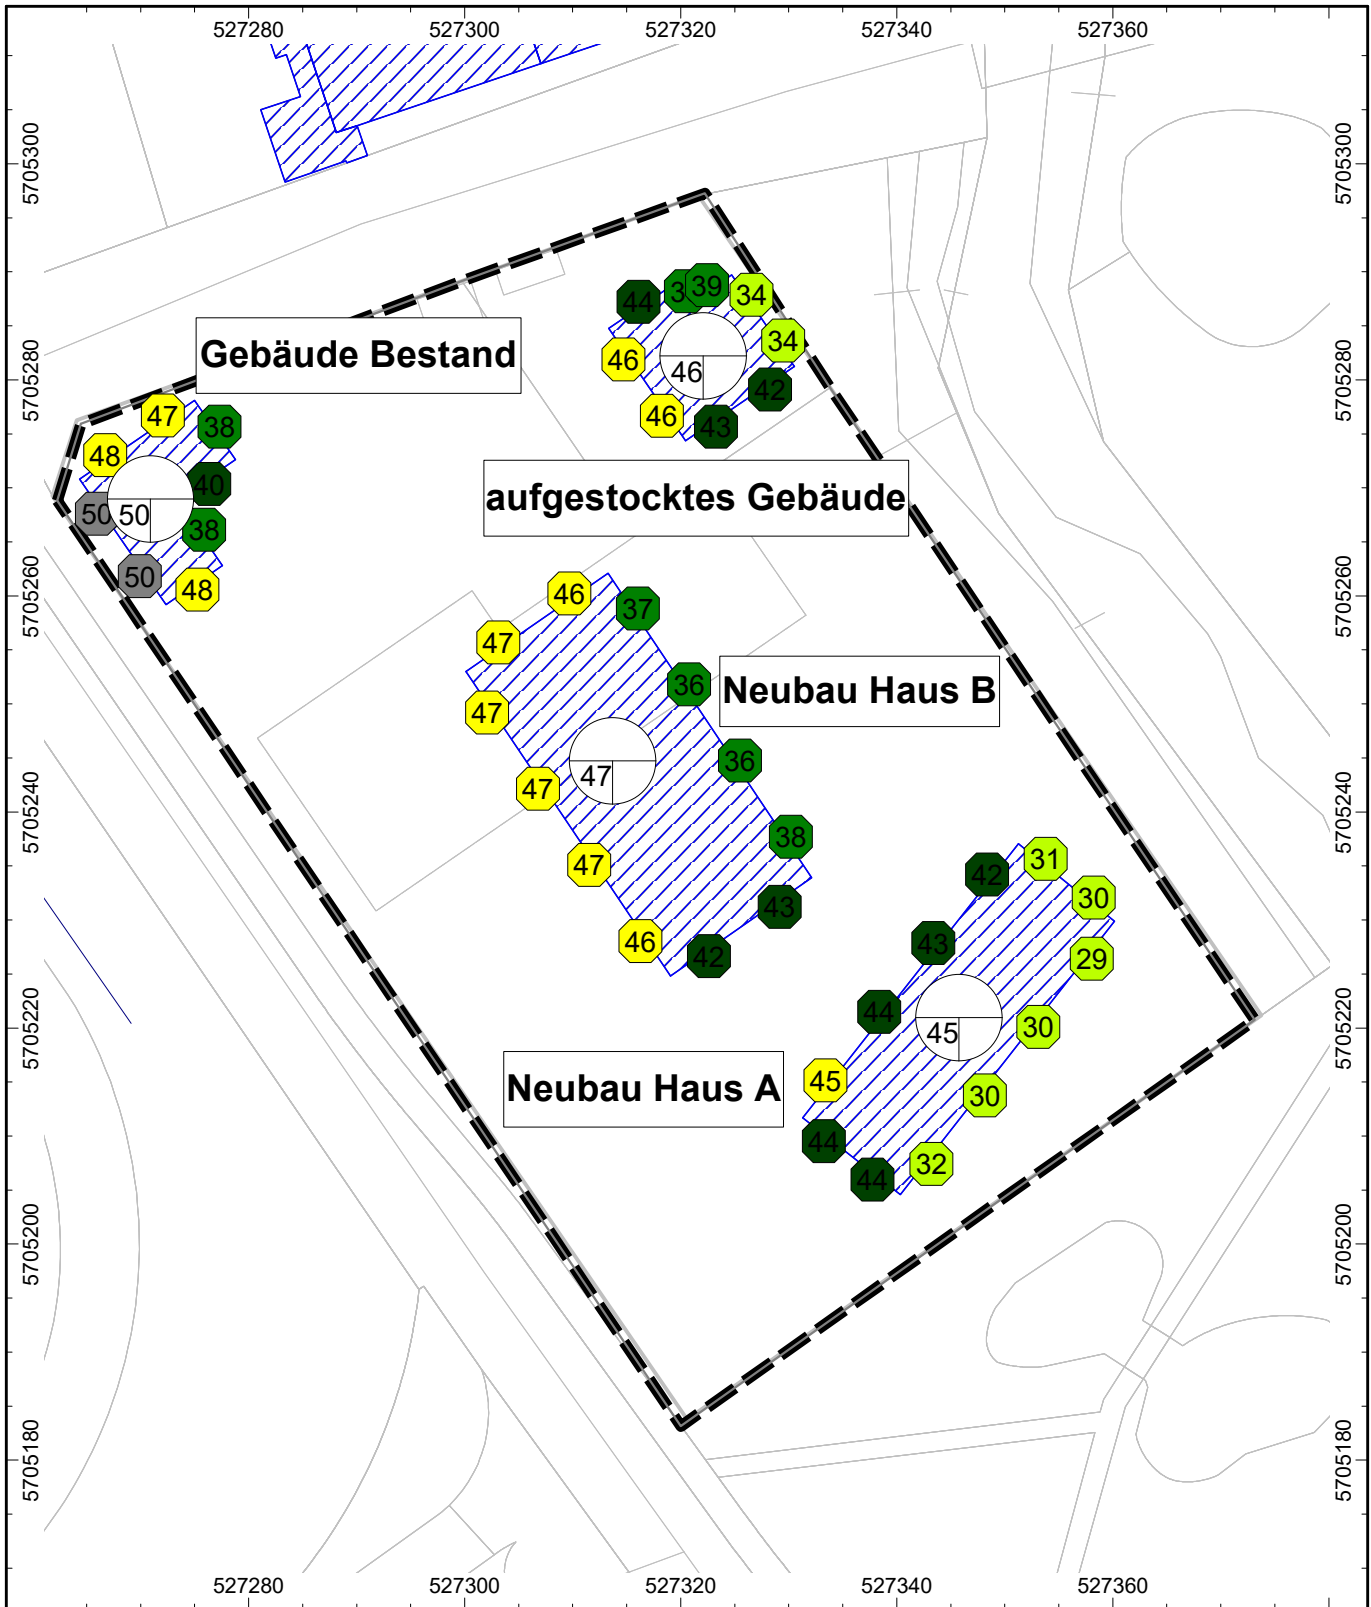 527280 527300 527320 527340 527360
5705300 5705300
44 39 34
Gebäude Bestand
34
46 46
5705280 5705280
42
47 38 46 43
48
40 aufgestocktes Gebäude
50 50
38
50 48
5705260 46 37 5705260
47
36 Neubau Haus B
47
36
47 47
5705240 38 5705240
47 42 31
30
43
46 42 43
29
5705220 44 45 30 5705220
45 30
Neubau Haus A
44
32
44
5705200 5705200
5705180 5705180
527280 527300 527320 527340 527360